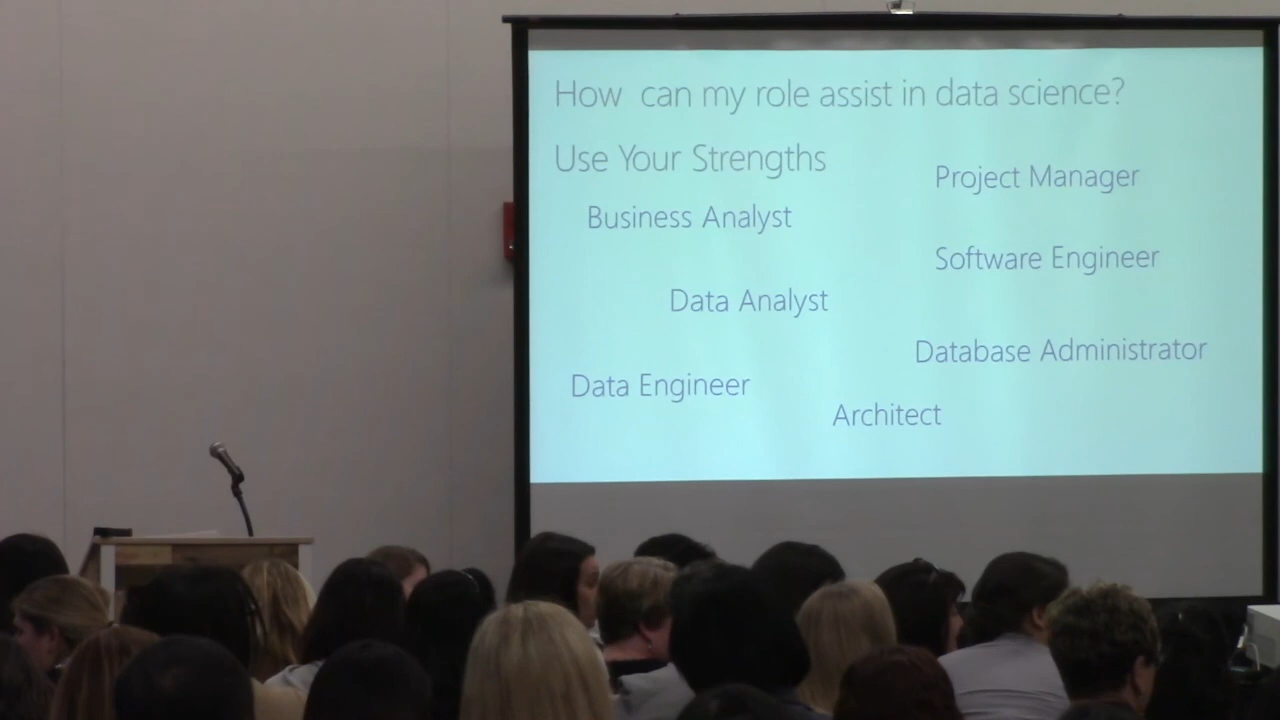 How can my role assist in data science?
Use Your Strengths
Project Manager
Business Analyst
Software Engineer
Data Analyst
Database Administrator
Data Engineer
Architect